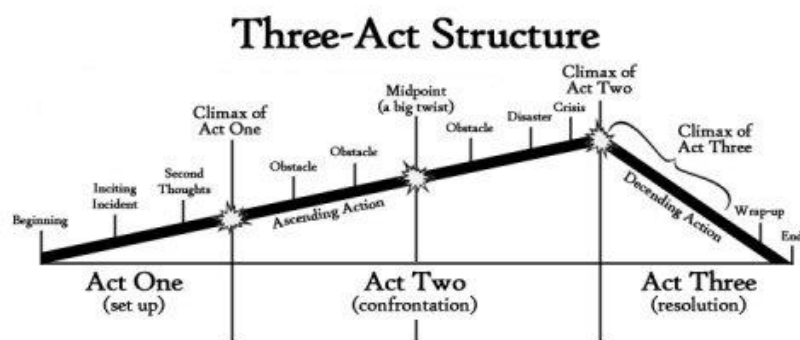 Three-Act Structure
Beginning
Inciting
Incident
Second
Thoughts
Climax of
Act One
Obstacle
Obstacle
Ascending Action
Midpoint
(a big twist)
Obstacle
Disaster
Crisis
Climax of
Act Two
Climax of
Act Three
Decending Action
Wrap-up
End
Act One
(set up)
Act Two
(confrontation)
Act Three
(resolution)